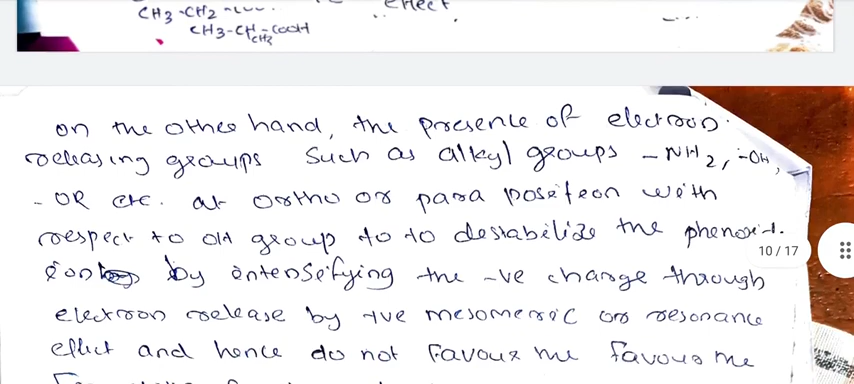 CH3-CH2-
effect.
CH3-CH-COOH
CH3
on the other hand, the presence of electron
releasing groups such as alkyl groups -NH2, -OH,
- OR etc. at ortho or para position with
respect to OH group to to destabilize the phenoxi.
10 / 17
by intensifying the -ve charge through
electron release by +ve mesomeric or resonance
effect and hence do not favour the favour the